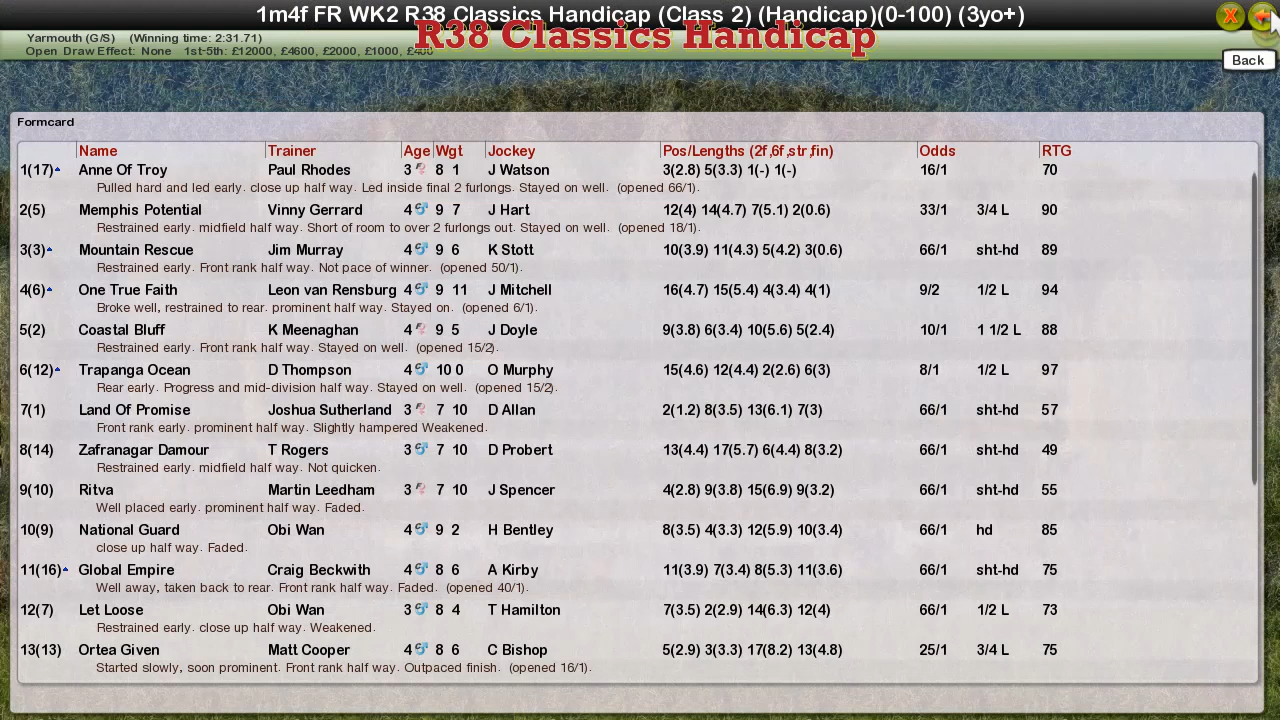 1m4f FR WK2 R38 Classics Handicap (Class 2) (Handicap)(0-100) (3yo+)
R38 Classics Handicap
Yarmouth (G/S) (Winning time: 2:31.71)
Open Draw Effect: None 1st-5th: £12000, £4600, £2000, £1000, £400
Back
Formcard
Name Trainer Age Wgt Jockey Pos/Lengths (2f,6f,str,fin) Odds RTG
1(17) Anne Of Troy Paul Rhodes 3 8 1 J Watson 3(2.8) 5(3.3) 1(-) 1(-) 16/1 70
Pulled hard and led early. close up half way. Led inside final 2 furlongs. Stayed on well. (opened 66/1).
2(5) Memphis Potential Vinny Gerrard 4 9 7 J Hart 12(4) 14(4.7) 7(5.1) 2(0.6) 33/1 3/4 L 90
Restrained early. midfield half way. Short of room to over 2 furlongs out. Stayed on well. (opened 18/1).
3(3) Mountain Rescue Jim Murray 4 9 6 K Stott 10(3.9) 11(4.3) 5(4.2) 3(0.6) 66/1 sht-hd 89
Restrained early. Front rank half way. Not pace of winner. (opened 50/1).
4(6) One True Faith Leon van Rensburg 4 9 11 J Mitchell 16(4.7) 15(5.4) 4(3.4) 4(1) 9/2 1/2 L 94
Broke well, restrained to rear. prominent half way. Stayed on. (opened 6/1).
5(2) Coastal Bluff K Meenaghan 4 9 5 J Doyle 9(3.8) 6(3.4) 10(5.6) 5(2.4) 10/1 1 1/2 L 88
Restrained early. Front rank half way. Stayed on well. (opened 15/2).
6(12) Trapanga Ocean D Thompson 4 10 0 O Murphy 15(4.6) 12(4.4) 2(2.6) 6(3) 8/1 1/2 L 97
Rear early. Progress and mid-division half way. Stayed on well. (opened 15/2).
7(1) Land Of Promise Joshua Sutherland 3 7 10 D Allan 2(1.2) 8(3.5) 13(6.1) 7(3) 66/1 sht-hd 57
Front rank early. prominent half way. Slightly hampered Weakened.
8(14) Zafranagar Damour T Rogers 3 7 10 D Probert 13(4.4) 17(5.7) 6(4.4) 8(3.2) 66/1 sht-hd 49
Restrained early. midfield half way. Not quicken.
9(10) Ritva Martin Leedham 3 7 10 J Spencer 4(2.8) 9(3.8) 15(6.9) 9(3.2) 66/1 sht-hd 55
Well placed early. prominent half way. Faded.
10(9) National Guard Obi Wan 4 9 2 H Bentley 8(3.5) 4(3.3) 12(5.9) 10(3.4) 66/1 hd 85
close up half way. Faded.
11(16) Global Empire Craig Beckwith 4 8 6 A Kirby 11(3.9) 7(3.4) 8(5.3) 11(3.6) 66/1 sht-hd 75
Well away, taken back to rear. Front rank half way. Faded. (opened 40/1).
12(7) Let Loose Obi Wan 3 8 4 T Hamilton 7(3.5) 2(2.9) 14(6.3) 12(4) 66/1 1/2 L 73
Restrained early. close up half way. Weakened.
13(13) Ortea Given Matt Cooper 4 8 6 C Bishop 5(2.9) 3(3.3) 17(8.2) 13(4.8) 25/1 3/4 L 75
Started slowly, soon prominent. Front rank half way. Outpaced finish. (opened 16/1).